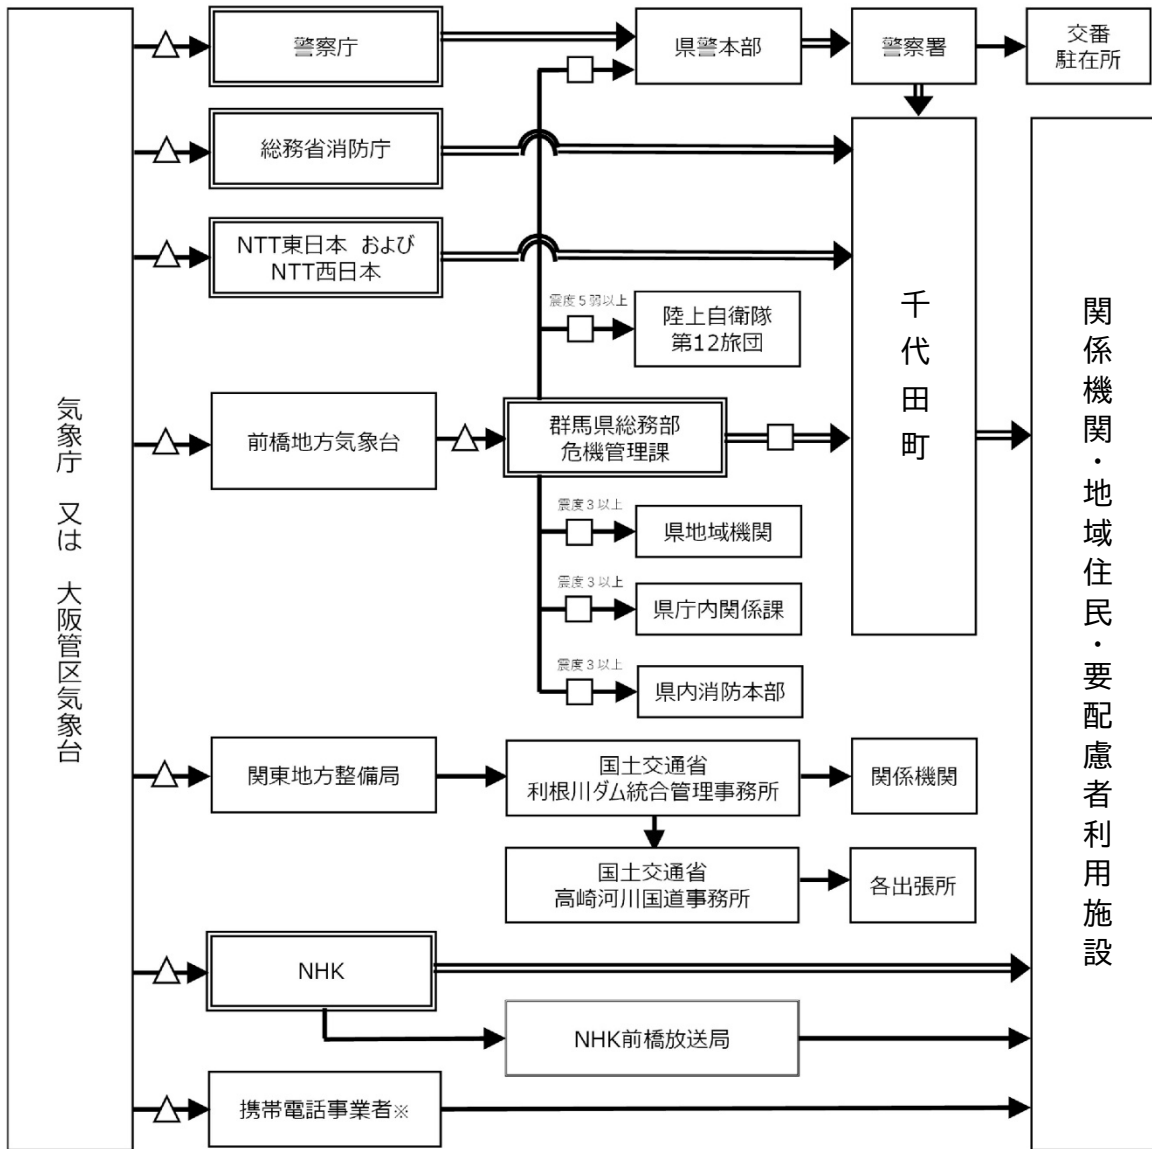 気象庁 又は 大阪管区気象台
警察庁
県警本部
警察署
交番
駐在所
総務省消防庁
NTT東日本 および
NTT西日本
震度５弱以上
陸上自衛隊
第12旅団
前橋地方気象台
群馬県総務部
危機管理課
千代田町
関係機関・地域住民・要配慮者利用施設
震度３以上
県地域機関
震度３以上
県庁内関係課
震度３以上
県内消防本部
関東地方整備局
国土交通省
利根川ダム統合管理事務所
関係機関
国土交通省
高崎河川国道事務所
各出張所
NHK
NHK前橋放送局
携帯電話事業者※